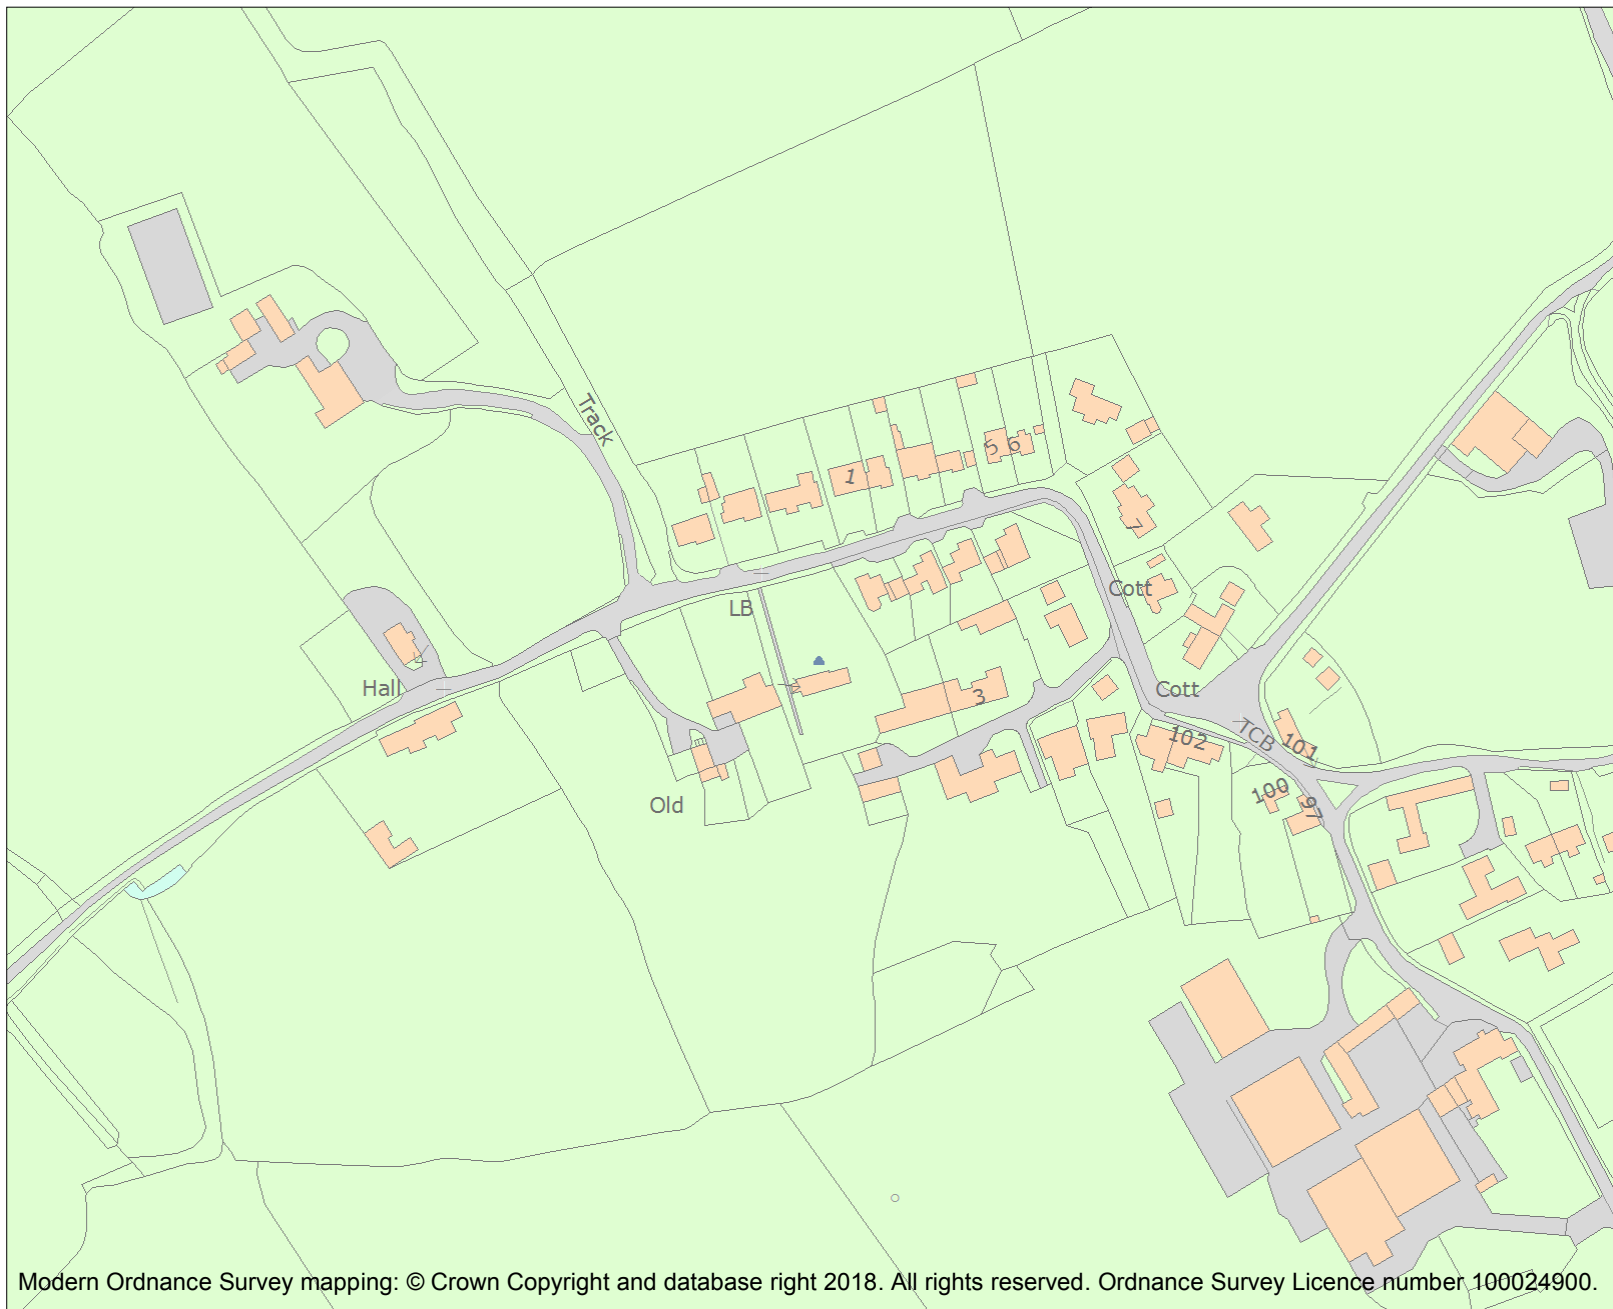 Track
1
5
6
7
LB
Cott
Hall
Cott
3
102
TCB
101
Old
100
97
Modern Ordnance Survey mapping: © Crown Copyright and database right 2018. All rights reserved. Ordnance Survey Licence number 100024900.